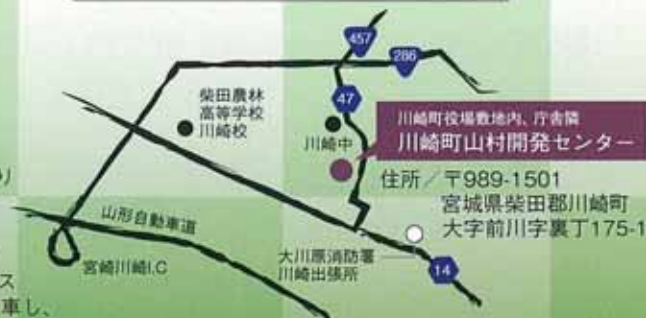 457
286
47
柴田農林
高等学校
川崎校
川崎中
川崎町役場敷地内、庁舎隣
川崎町山村開発センター
住所／〒989-1501
宮城県柴田郡川崎町
大字前川字裏丁175-1
山形自動車道
宮崎川崎I.C
大川原消防署
川崎出張所
14
り
ス
車し、